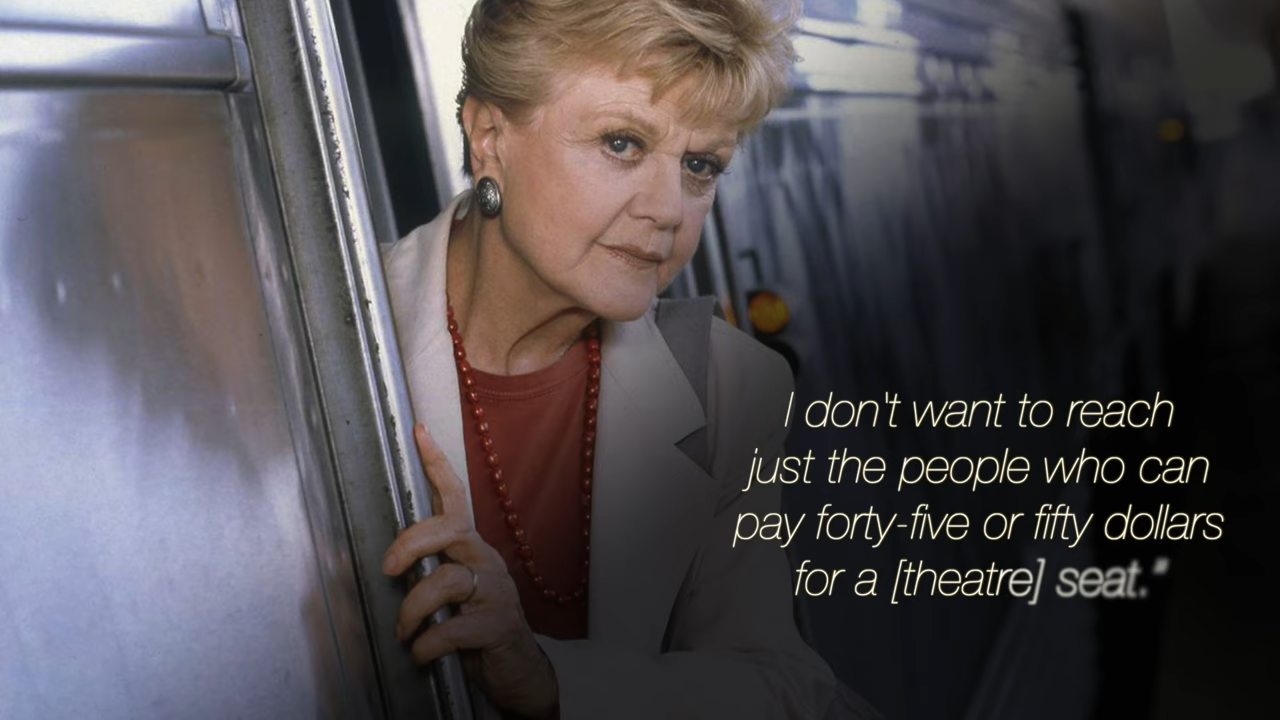 I don't want to reach
just the people who can
pay forty-five or fifty dollars
for a [theatre] seat."